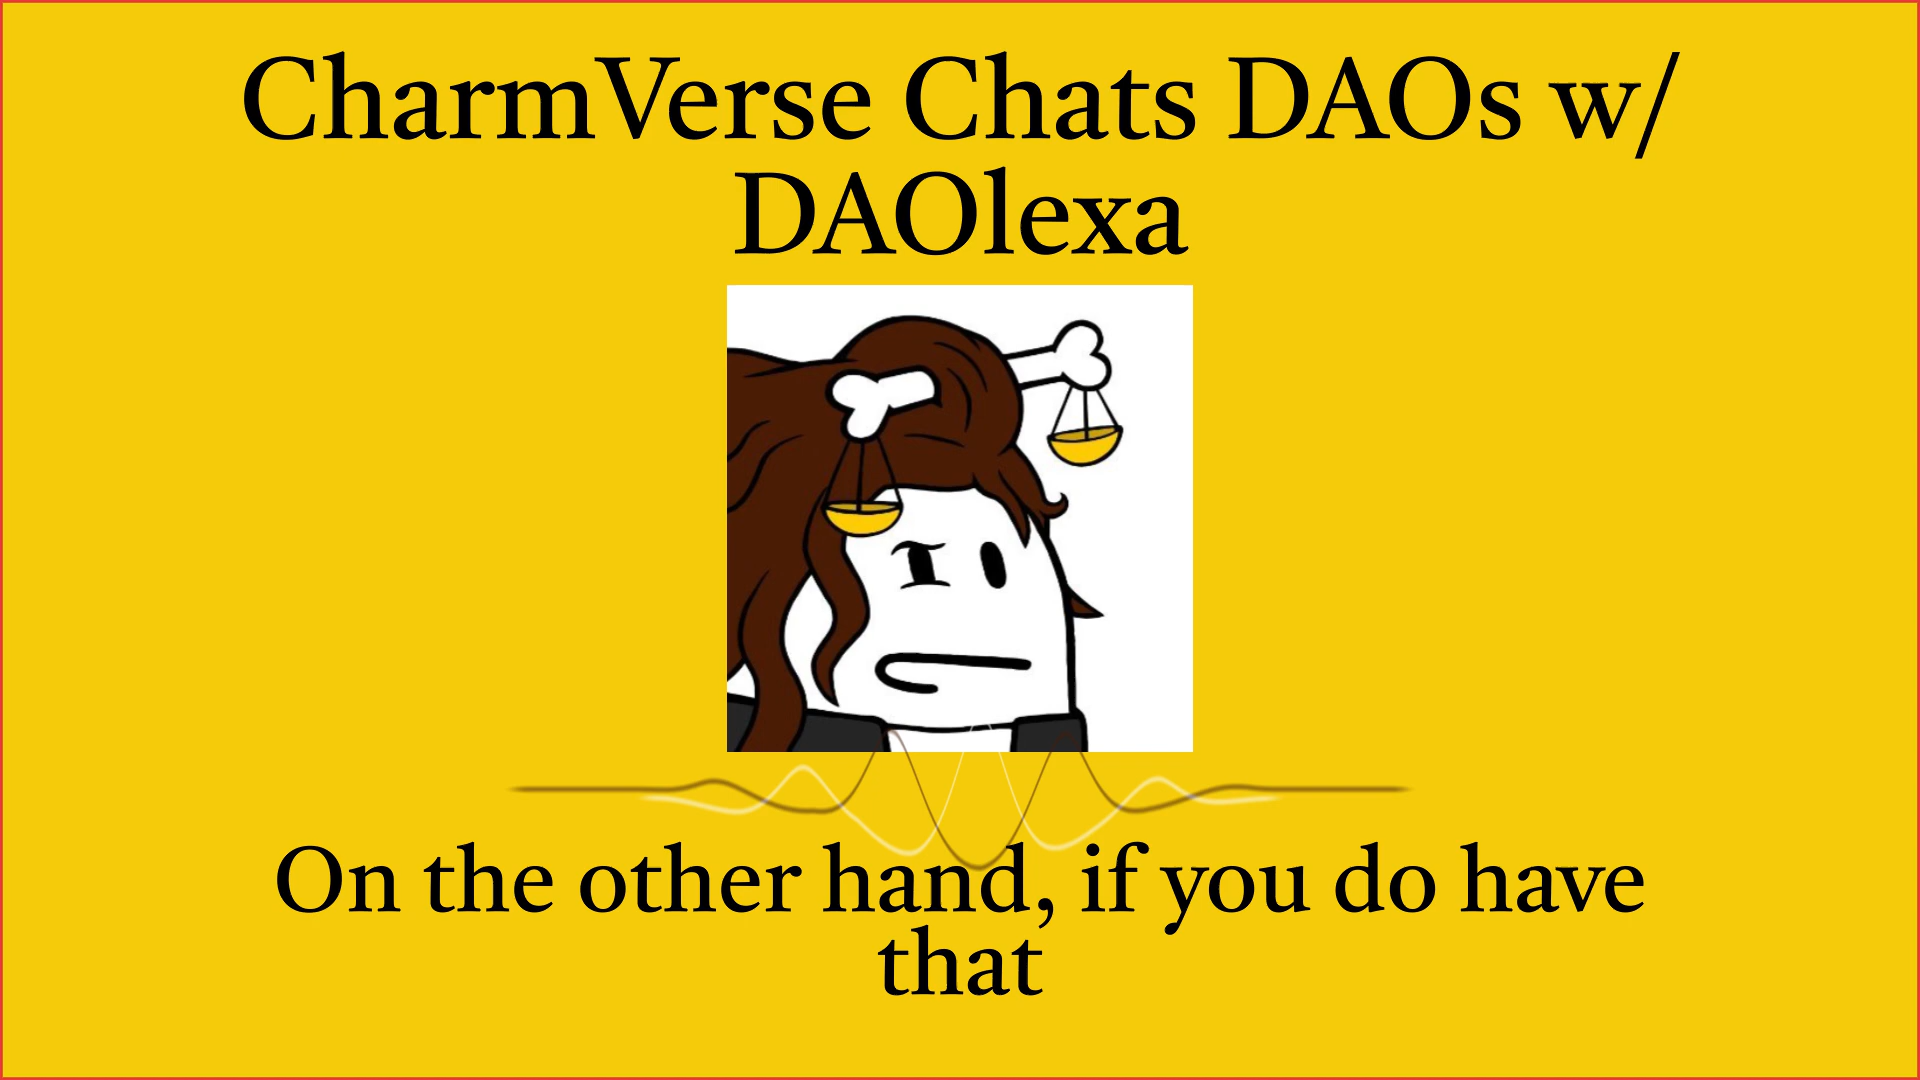 CharmVerse Chats DAOs w/
DAOlexa
On the other hand, if you do have
that